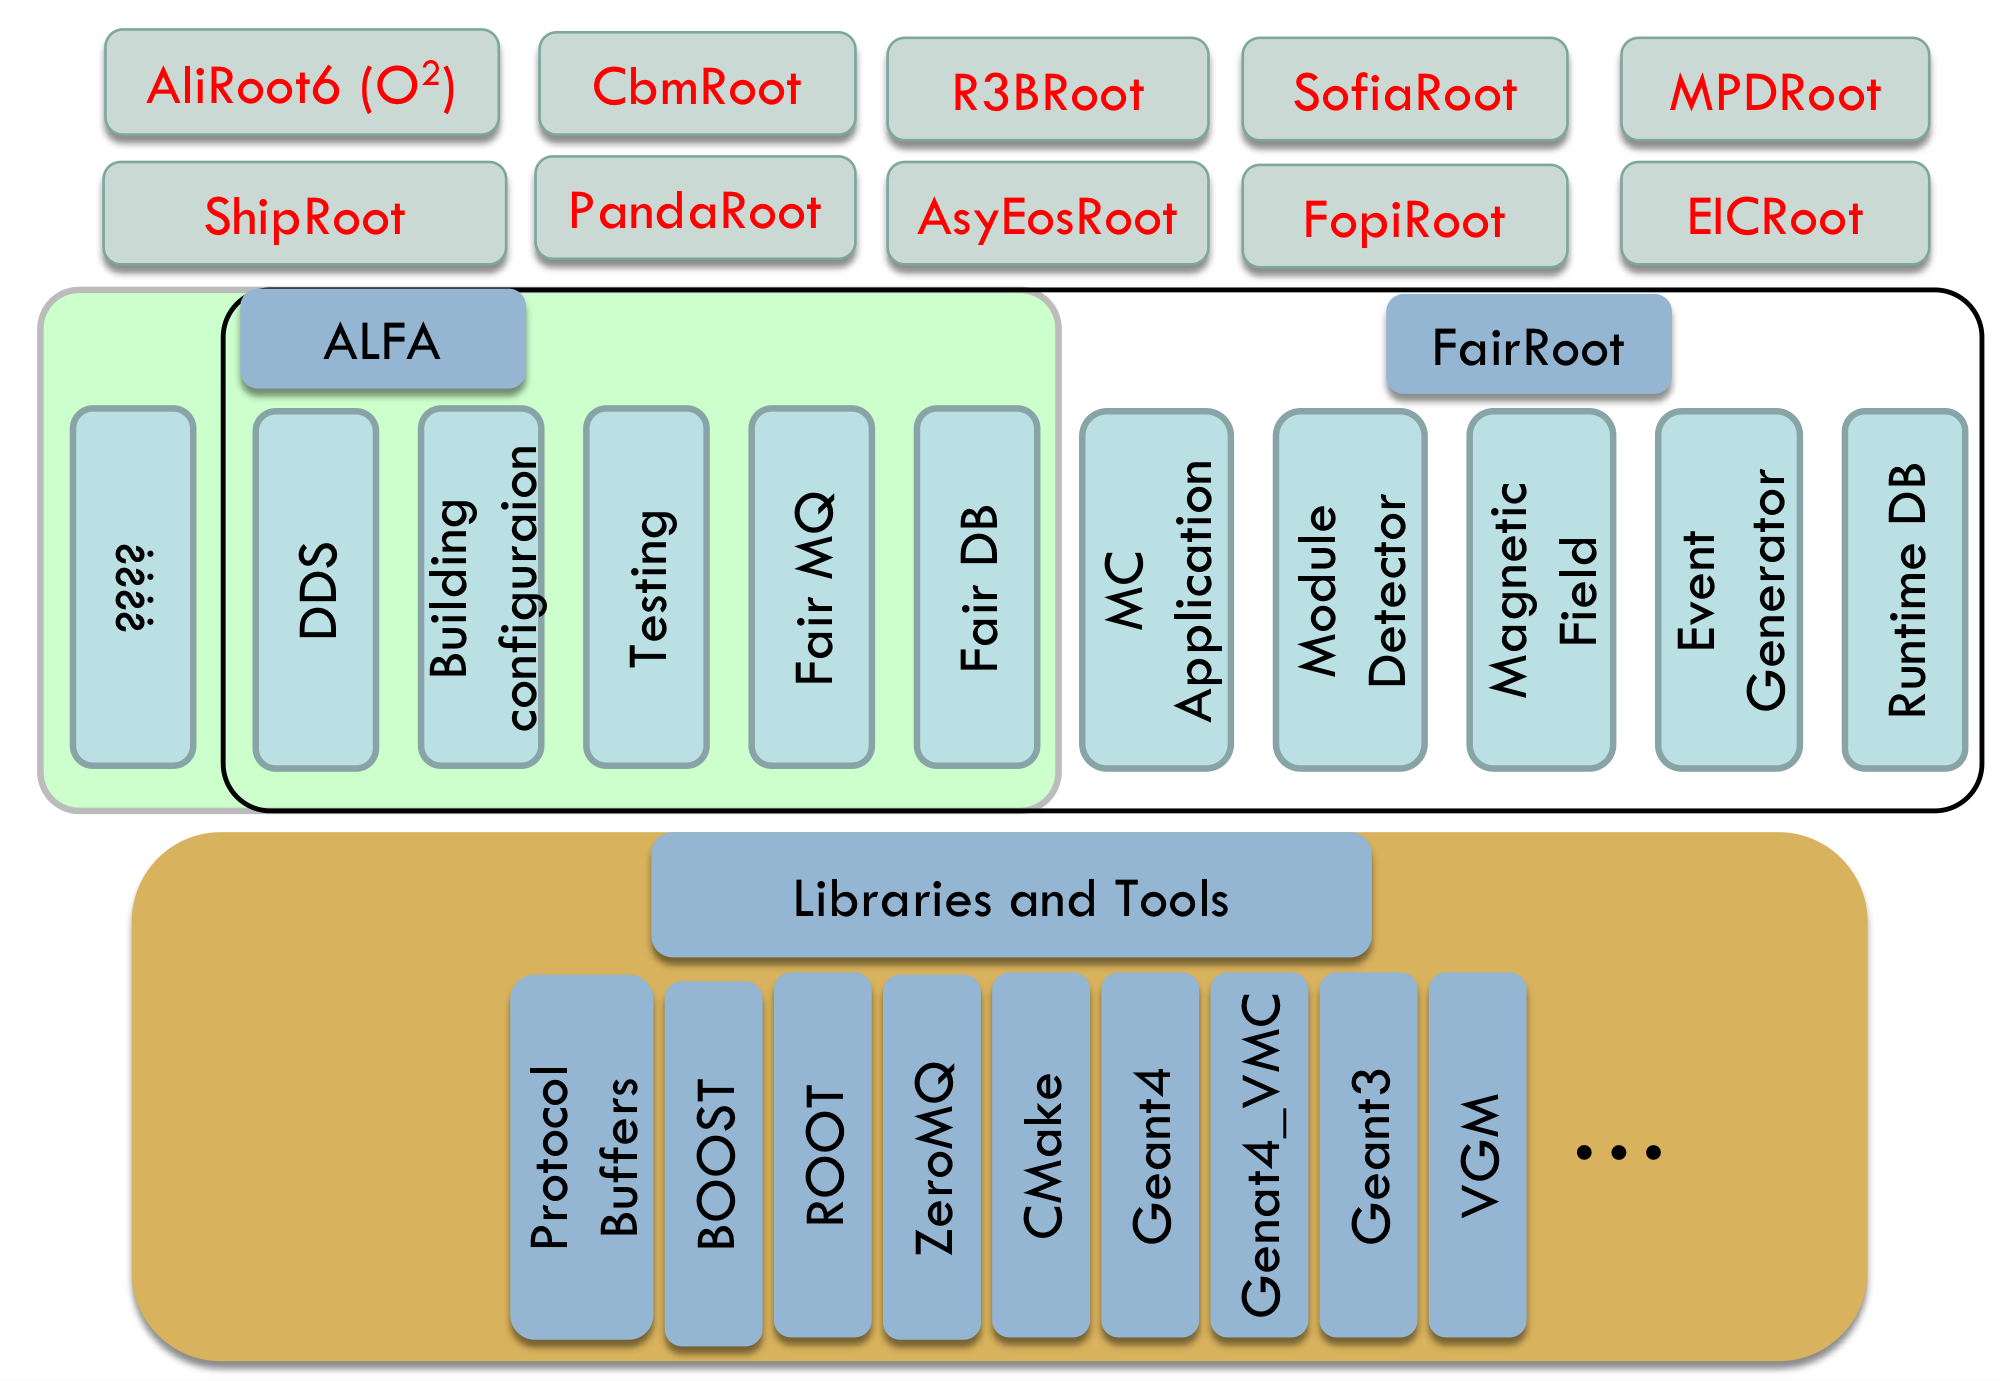 AliRoot6 (O²)
CbmRoot
R3BRoot
SofiaRoot
MPDRoot
ShipRoot
PandaRoot
AsyEosRoot
FopiRoot
EICRoot
ALFA
FairRoot
¿¿¿¿
DDS
Building
configuraion
Testing
Fair MQ
Fair DB
MC
Application
Module
Detector
Magnetic
Field
Event
Generator
Runtime DB
Libraries and Tools
Protocol
Buffers
BOOST
ROOT
ZeroMQ
CMake
Geant4
Genat4_VMC
Geant3
VGM
...